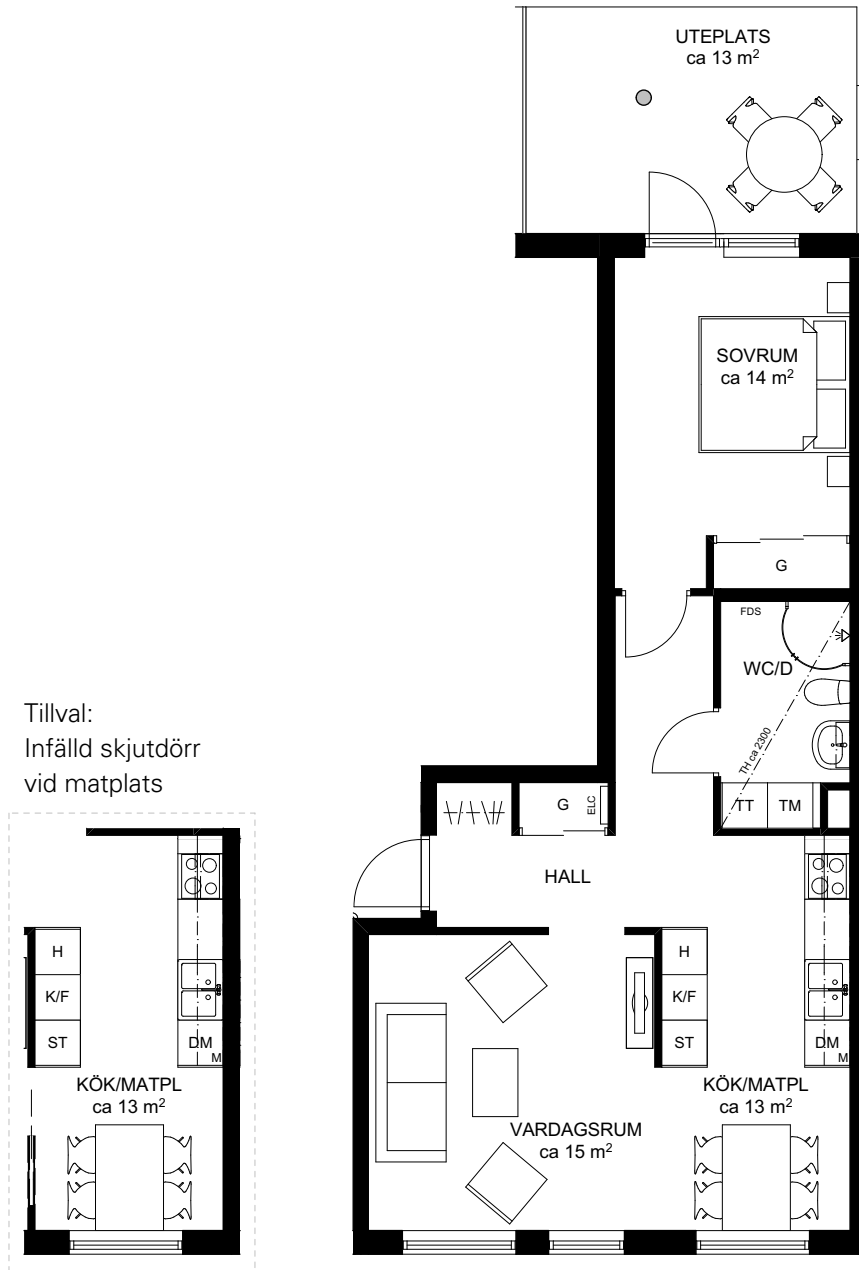 UTEPLATS
ca 13 m²
SOVRUM
ca 14 m²
G
FDS
WC/D
TH ca 2300
TT TM
Tillval:
Infälld skjutdörr
vid matplats
G
ELC
HALL
H
K/F
ST
DM
M
KÖK/MATPL
ca 13 m²
H
K/F
ST
DM
M
KÖK/MATPL
ca 13 m²
VARDAGSRUM
ca 15 m²